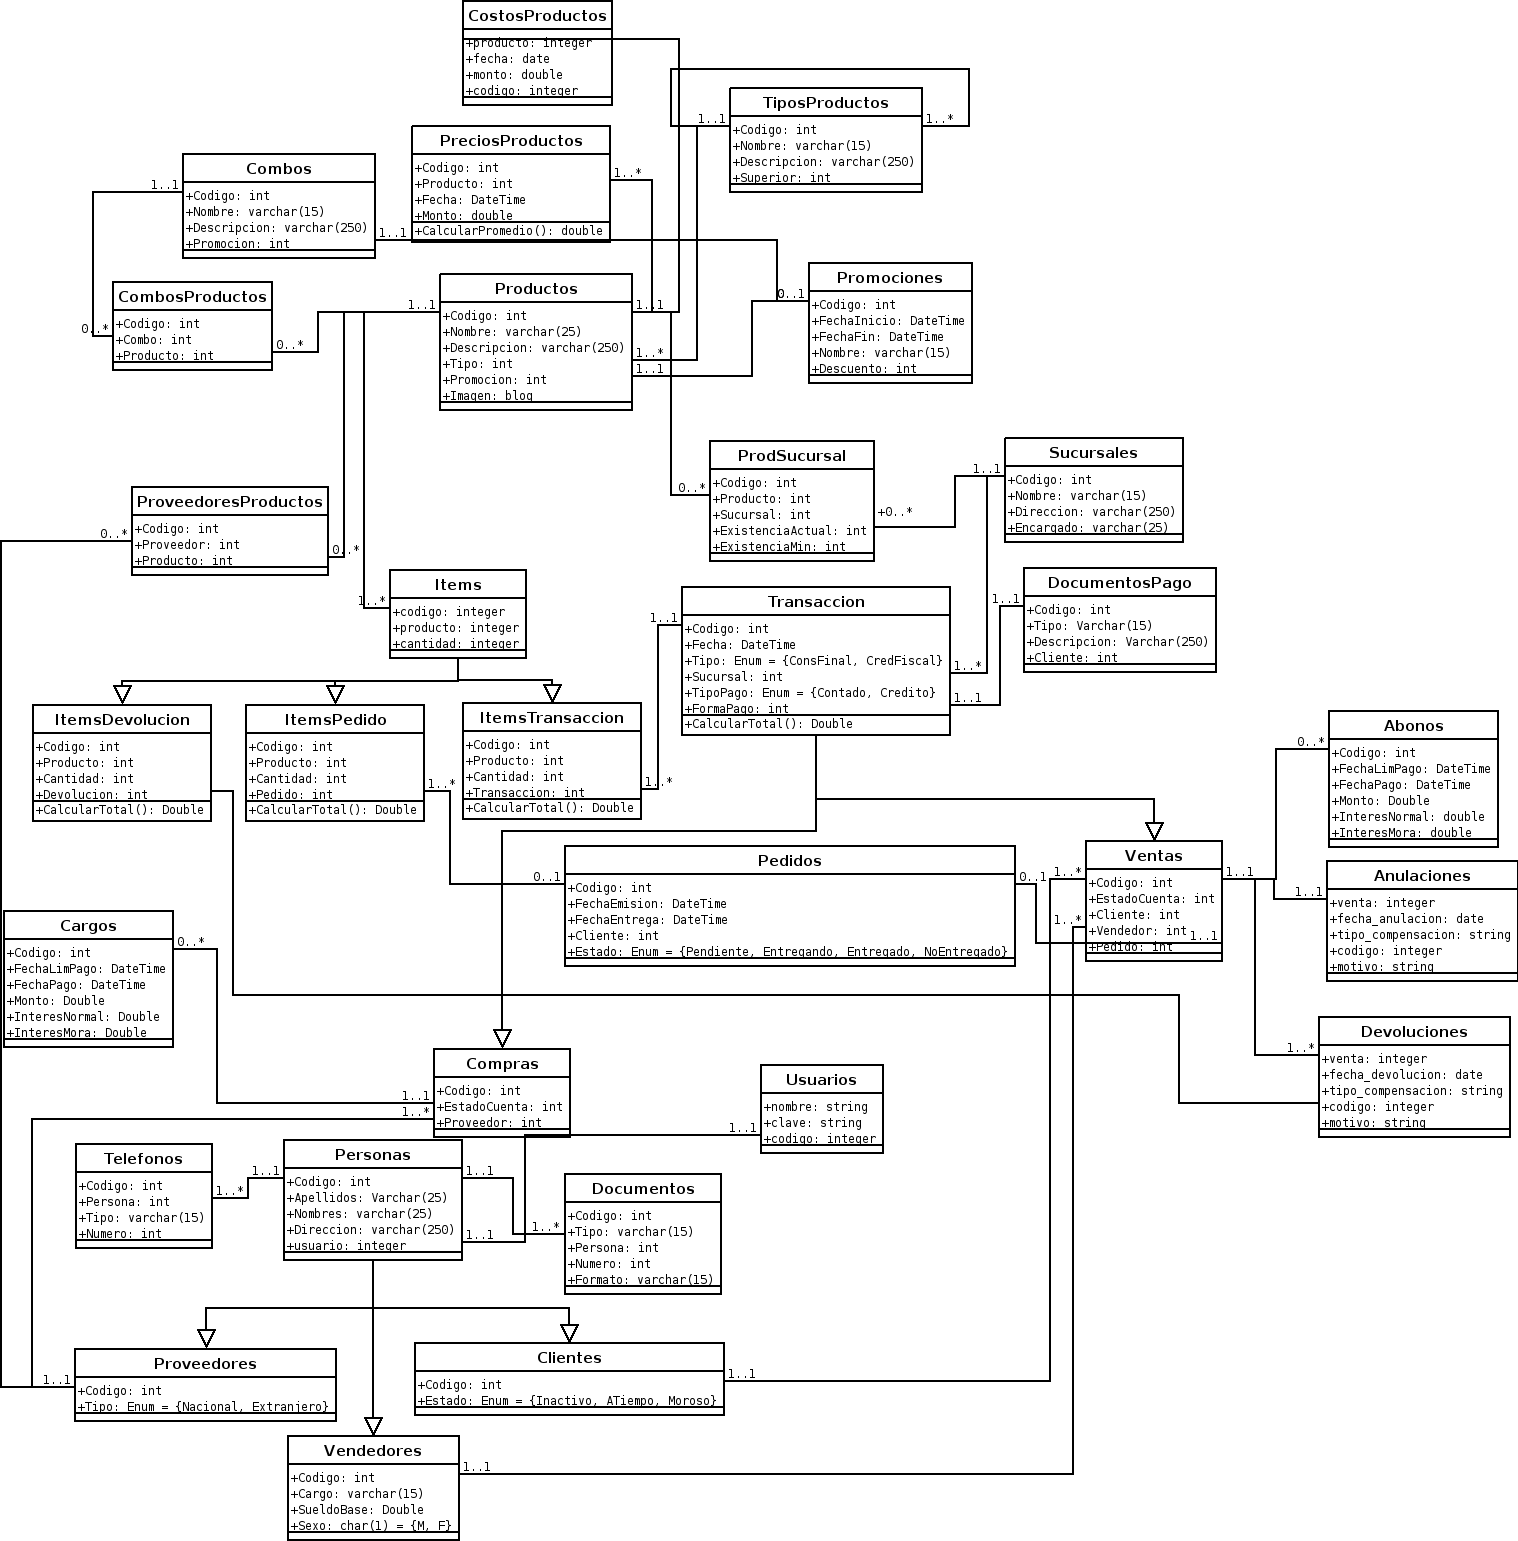 CostosProductos
+producto: integer
+fecha: date
+monto: double
+codigo: integer
TiposProductos
+Codigo: int
+Nombre: varchar(15)
+Descripcion: varchar(250)
+Superior: int
1..1
1..*
PreciosProductos
+Codigo: int
+Producto: int
+Fecha: DateTime
+Monto: double
+CalcularPromedio(): double
1..*
Combos
+Codigo: int
+Nombre: varchar(15)
+Descripcion: varchar(250)
+Promocion: int
1..1
1..1
CombosProductos
+Codigo: int
+Combo: int
+Producto: int
0..*
0..*
Productos
+Codigo: int
+Nombre: varchar(25)
+Descripcion: varchar(250)
+Tipo: int
+Promocion: int
+Imagen: blog
1..1
1..1
1..*
1..1
Promociones
+Codigo: int
+FechaInicio: DateTime
+FechaFin: DateTime
+Nombre: varchar(15)
+Descuento: int
0..1
ProdSucursal
+Codigo: int
+Producto: int
+Sucursal: int
+ExistenciaActual: int
+ExistenciaMin: int
0..*
+0..*
Sucursales
+Codigo: int
+Nombre: varchar(15)
+Direccion: varchar(250)
+Encargado: varchar(25)
1..1
ProveedoresProductos
+Codigo: int
+Proveedor: int
+Producto: int
0..*
0..*
Items
+codigo: integer
+producto: integer
+cantidad: integer
1..*
Transaccion
+Codigo: int
+Fecha: DateTime
+Tipo: Enum = {ConsFinal, CredFiscal}
+Sucursal: int
+TipoPago: Enum = {Contado, Credito}
+FormaPago: int
+CalcularTotal(): Double
1..1
1..*
1..1
DocumentosPago
+Codigo: int
+Tipo: Varchar(15)
+Descripcion: Varchar(250)
+Cliente: int
1..1
ItemsDevolucion
+Codigo: int
+Producto: int
+Cantidad: int
+Devolucion: int
+CalcularTotal(): Double
ItemsPedido
+Codigo: int
+Producto: int
+Cantidad: int
+Pedido: int
+CalcularTotal(): Double
1..*
ItemsTransaccion
+Codigo: int
+Producto: int
+Cantidad: int
+Transaccion: int
+CalcularTotal(): Double
1..*
Abonos
+Codigo: int
+FechaLimPago: DateTime
+FechaPago: DateTime
+Monto: Double
+InteresNormal: double
+InteresMora: double
0..*
Pedidos
+Codigo: int
+FechaEmision: DateTime
+FechaEntrega: DateTime
+Cliente: int
+Estado: Enum = {Pendiente, Entregando, Entregado, NoEntregado}
0..1
0..1
Ventas
+Codigo: int
+EstadoCuenta: int
+Cliente: int
+Vendedor: int
+Pedido: int
1..*
1..*
1..1
1..1
Anulaciones
+venta: integer
+fecha_anulacion: date
+tipo_compensacion: string
+codigo: integer
+motivo: string
1..1
Cargos
+Codigo: int
+FechaLimPago: DateTime
+FechaPago: DateTime
+Monto: Double
+InteresNormal: Double
+InteresMora: Double
0..*
Devoluciones
+venta: integer
+fecha_devolucion: date
+tipo_compensacion: string
+codigo: integer
+motivo: string
1..*
Compras
+Codigo: int
+EstadoCuenta: int
+Proveedor: int
1..1
1..*
Usuarios
+nombre: string
+clave: string
+codigo: integer
1..1
Telefonos
+Codigo: int
+Persona: int
+Tipo: varchar(15)
+Numero: int
1..*
Personas
+Codigo: int
+Apellidos: Varchar(25)
+Nombres: varchar(25)
+Direccion: varchar(250)
+usuario: integer
1..1
1..1
1..1
Documentos
+Codigo: int
+Tipo: varchar(15)
+Persona: int
+Numero: int
+Formato: varchar(15)
1..*
Proveedores
+Codigo: int
+Tipo: Enum = {Nacional, Extranjero}
1..1
Clientes
+Codigo: int
+Estado: Enum = {Inactivo, ATiempo, Moroso}
1..1
Vendedores
+Codigo: int
+Cargo: varchar(15)
+SueldoBase: Double
+Sexo: char(1) = {M, F}
1..1